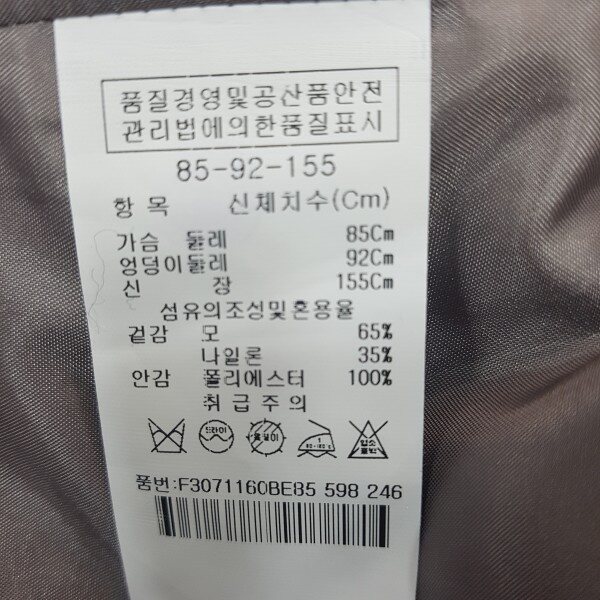 품질경영및공산품안전
관리법에의한품질표시
85-92-155
항 목 신체치수(Cm)
가슴 둘레 85Cm
엉덩이둘레 92Cm
신 장 155Cm
섬유의조성및혼용율
겉감 모 65%
나일론 35%
안감 폴리에스터 100%
취급주의
드라이
품번:F3071160BE85 598 246